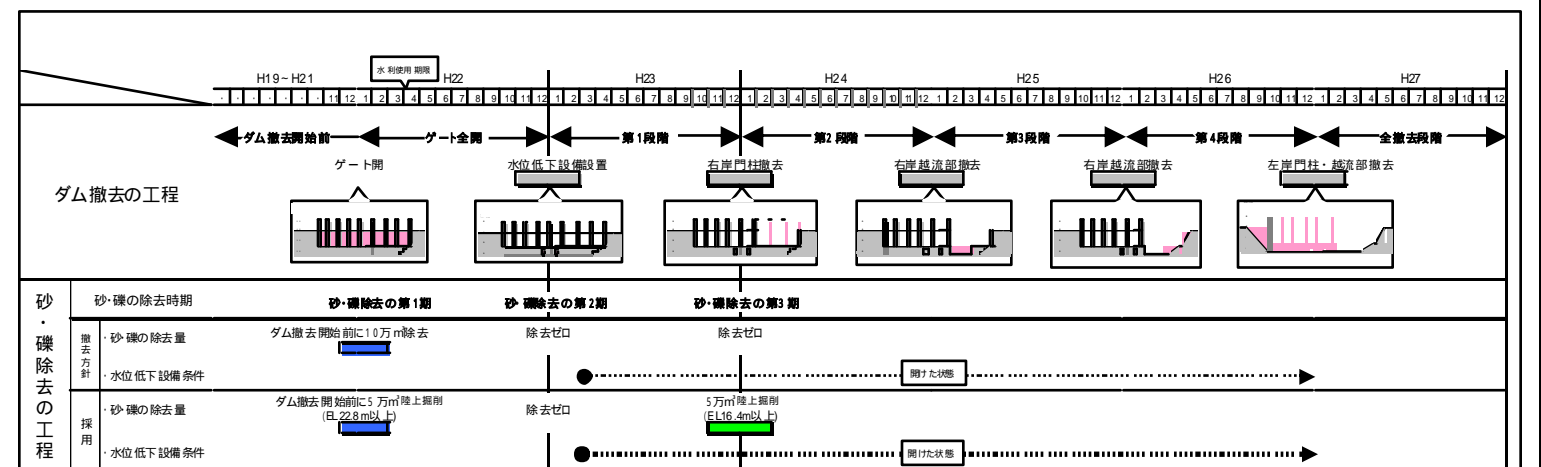 水利使用期限
H19~H21 H22 H23 H24 H25 H26 H27
・ ・ ・ ・ ・ ・ ・ 11 12 1 2 3 4 5 6 7 8 9 10 11 12 1 2 3 4 5 6 7 8 9 10 11 12 1 2 3 4 5 6 7 8 9 10 11 12 1 2 3 4 5 6 7 8 9 10 11 12 1 2 3 4 5 6 7 8 9 10 11 12 1 2 3 4 5 6 7 8 9 10 11 12
ダム撤去開始前 ゲート全開 第1段階 第2段階 第3段階 第4段階 全撤去段階
ゲート開 水位低下設備設置 右岸門柱撤去 右岸越流部撤去 右岸越流部撤去 左岸門柱・越流部撤去
ダム撤去の工程
砂・礫除去の工程
砂・礫の除去時期 砂・礫除去の第1期 砂・礫除去の第2期 砂・礫除去の第3期
撤去方針
・砂・礫の除去量 ダム撤去開始前に10万㎥除去 除去ゼロ 除去ゼロ
・水位低下設備条件 開けた状態
採用
・砂・礫の除去量 ダム撤去開始前に5万㎥陸上掘削 除去ゼロ 5万㎥陸上掘削
(EL22.8m以上) (EL16.4m以上)
・水位低下設備条件 開けた状態